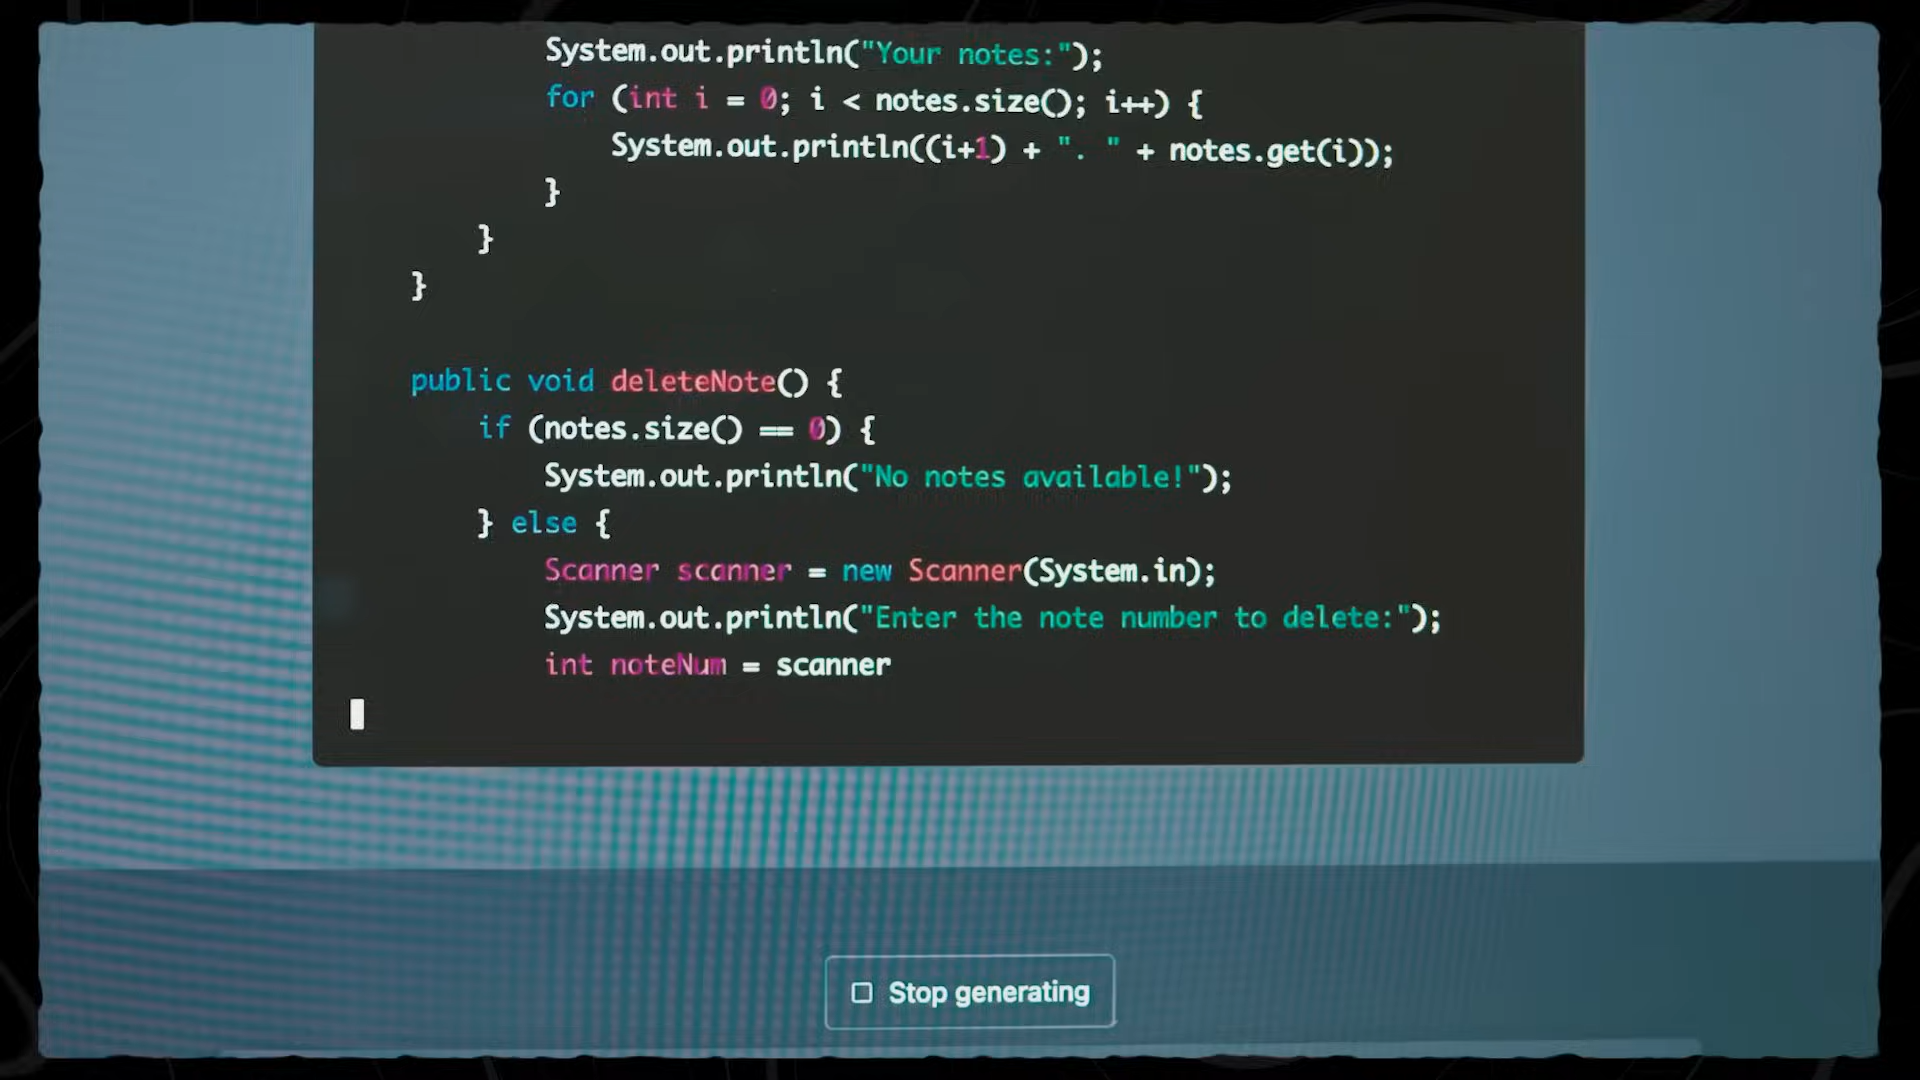 System.out.println("Your notes:");
for (int i = 0; i < notes.size(); i++) {
System.out.println((i+1) + ". " + notes.get(i));
}
}
}
public void deleteNote() {
if (notes.size() == 0) {
System.out.println("No notes available!");
} else {
Scanner scanner = new Scanner(System.in);
System.out.println("Enter the note number to delete:");
int noteNum = scanner
Stop generating